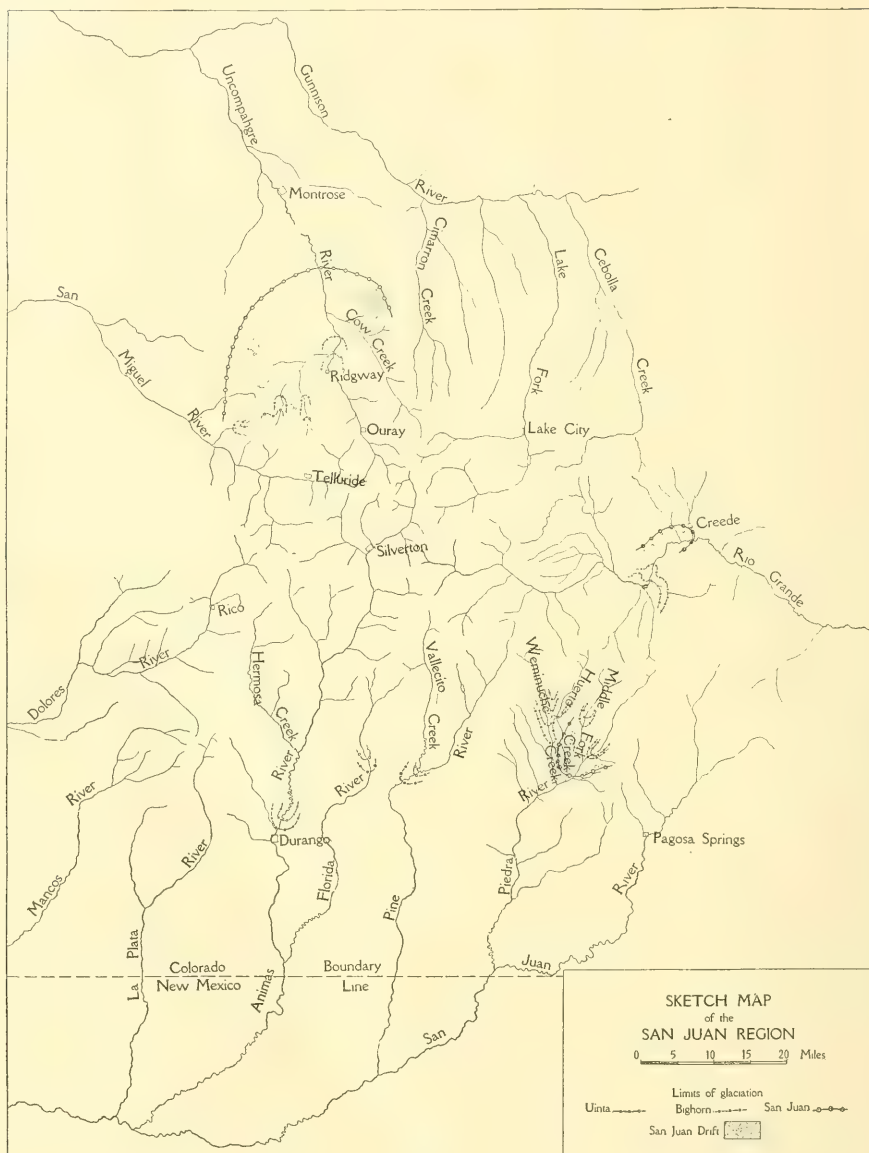 Uncompahgre
Gunnison
Montrose
River
River
Cimarron
Creek
Lake
Fork
Cebolla
Creek
San
Miguel
River
Cow Creek
Ridgway
Ouray
Lake City
Telluride
Silverton
Creede
Rio
Grande
Rico
River
Dolores
Hermosa
Creek
Vallecito
Creek
River
Weminuche
Creek
Huerta
Creek
Middle
Fork
River
River
River
Durango
Pagosa Springs
River
Mancos
River
Florida
Pine
Piedra
River
La Plata
Animas
Juan
San
Colorado
New Mexico
Boundary
Line
SKETCH MAP
of the
SAN JUAN REGION
0 5 10 15 20 Miles
Limits of glaciation
Uinta Bighorn San Juan
San Juan Drift